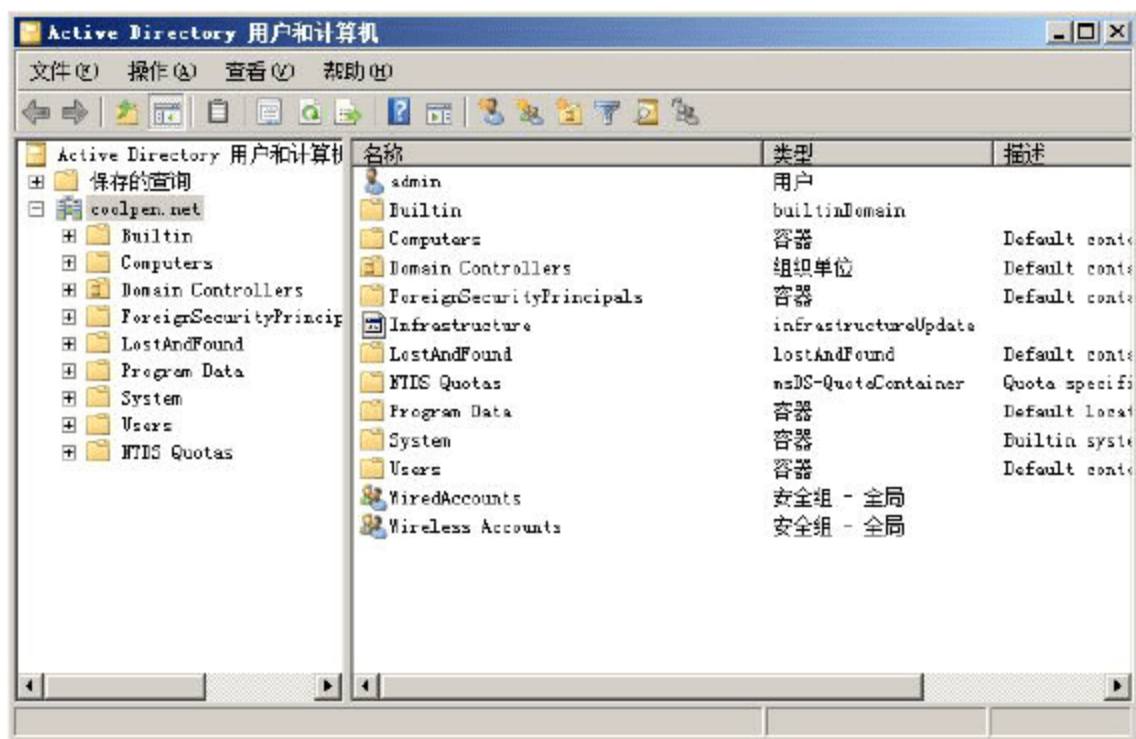 Active Directory 用户和计算机
文件(F) 操作(A) 查看(V) 帮助(H)
Active Directory 用户和计算机
保存的查询
coolpen.net
Builtin
Computers
Domain Controllers
ForeignSecurityPrincip
LostAndFound
Program Data
System
Users
NTDS Quotas
名称 类型 描述
admin 用户
Builtin builtinDomain
Computers 容器 Default conta
Domain Controllers 组织单位 Default conta
ForeignSecurityPrincipals 容器 Default conta
Infrastructure infrastructureUpdate
LostAndFound lostAndFound Default conta
NTDS Quotas msDS-QuotaContainer Quota specifi
Program Data 容器 Default locat
System 容器 Builtin syste
Users 容器 Default conta
WiredAccounts 安全组 - 全局
Wireless Accounts 安全组 - 全局